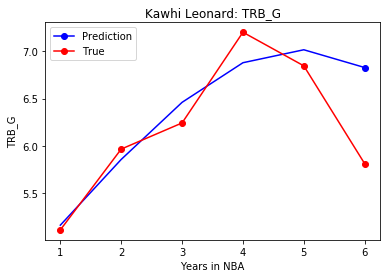 Kawhi Leonard: TRB_G
Prediction
True
7.0
6.5
6.0
5.5
TRB_G
1 2 3 4 5 6
Years in NBA